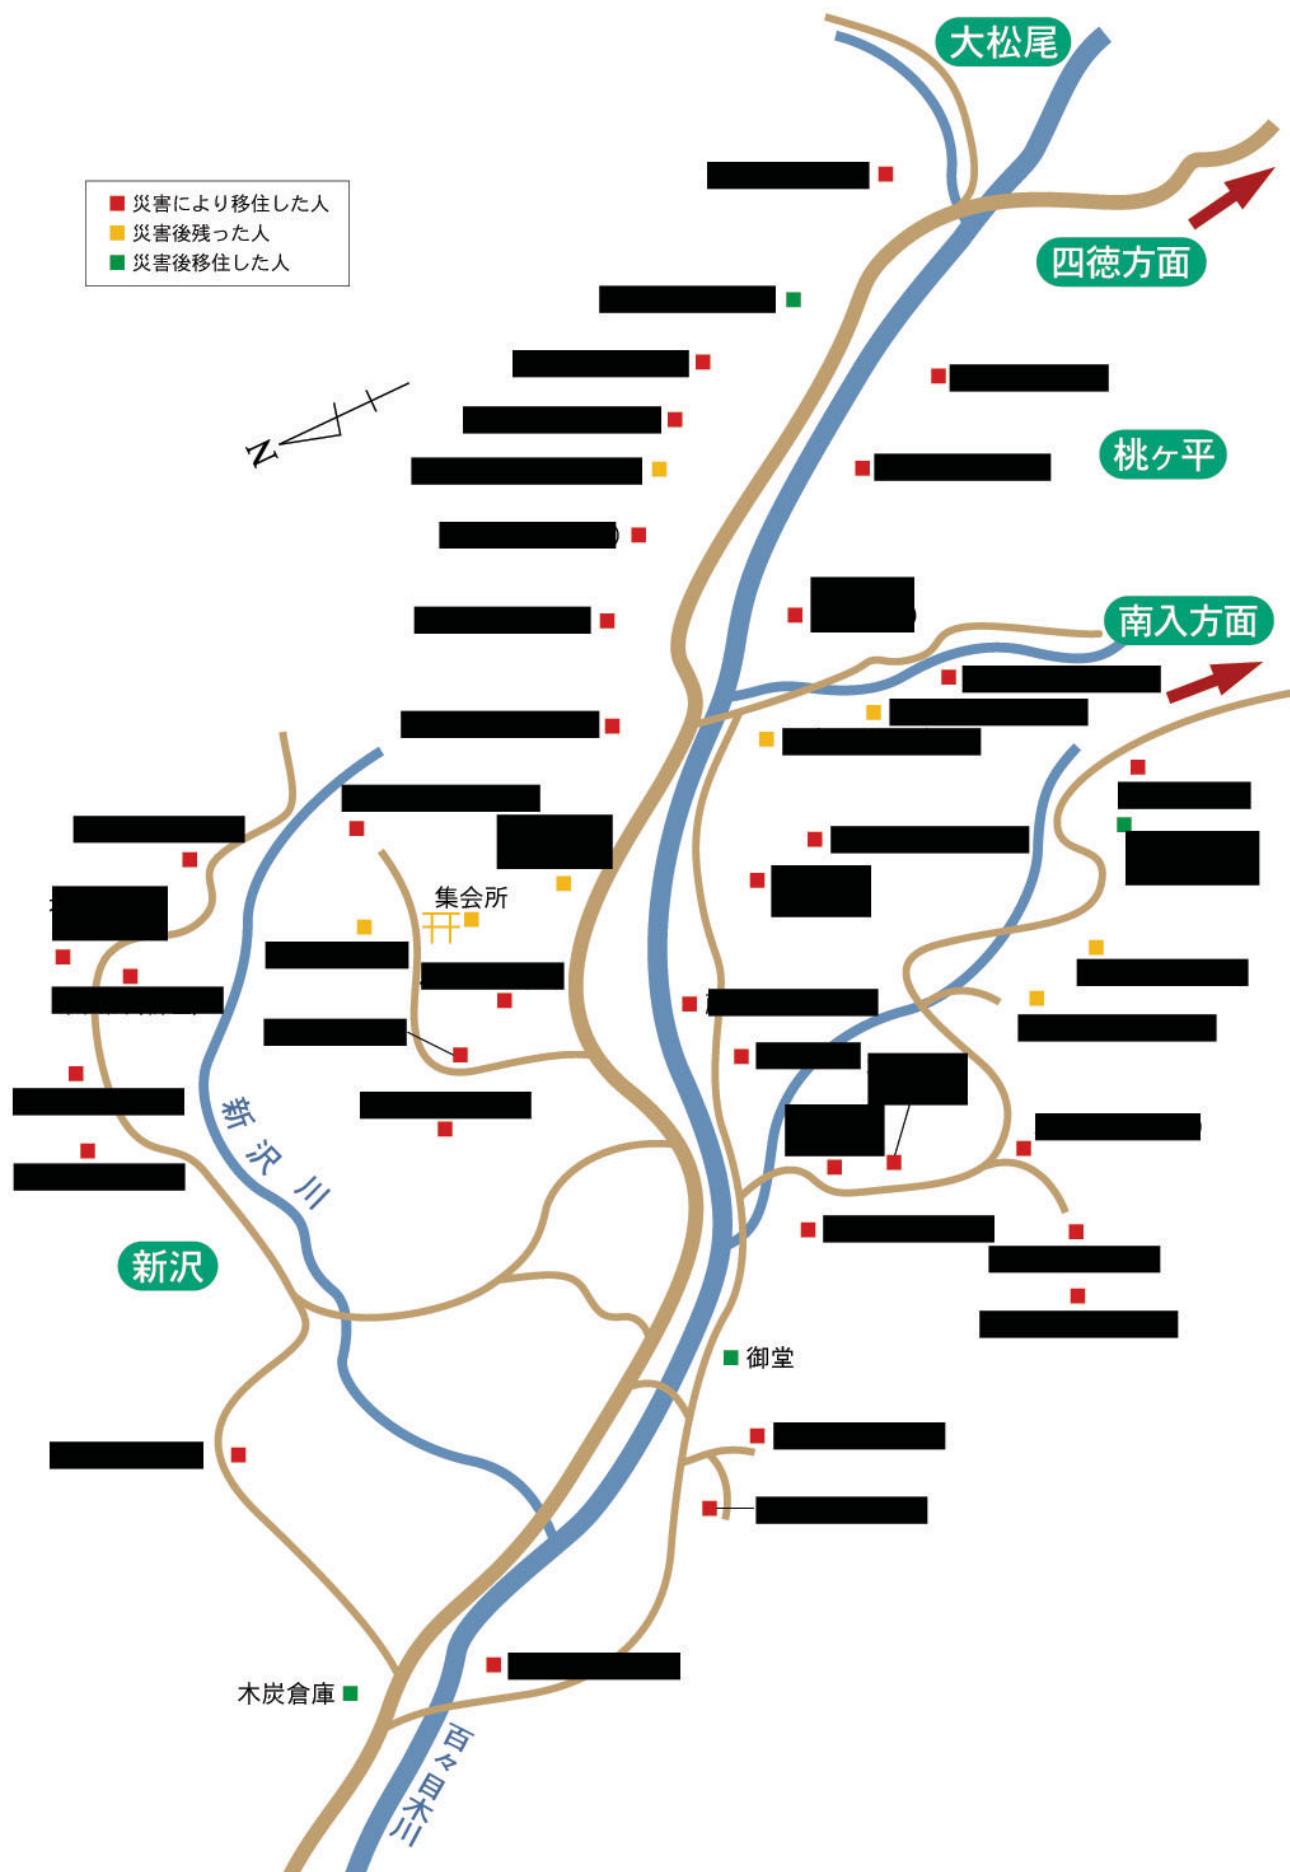 大松尾
災害により移住した人
災害後残った人
災害後移住した人
四徳方面
N
桃ヶ平
南入方面
集会所
新沢川
新沢
御堂
木炭倉庫
百々目木川